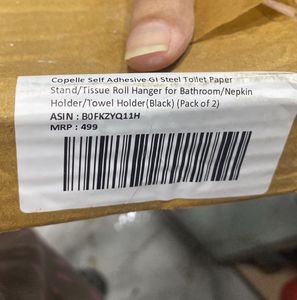 Copelle Self Adhesive GI Steel Toilet Paper
Stand/Tissue Roll Hanger for Bathroom/Nepkin
Holder/Towel Holder(Black) (Pack of 2)
ASIN : B0FKZYQ11H
MRP : 499